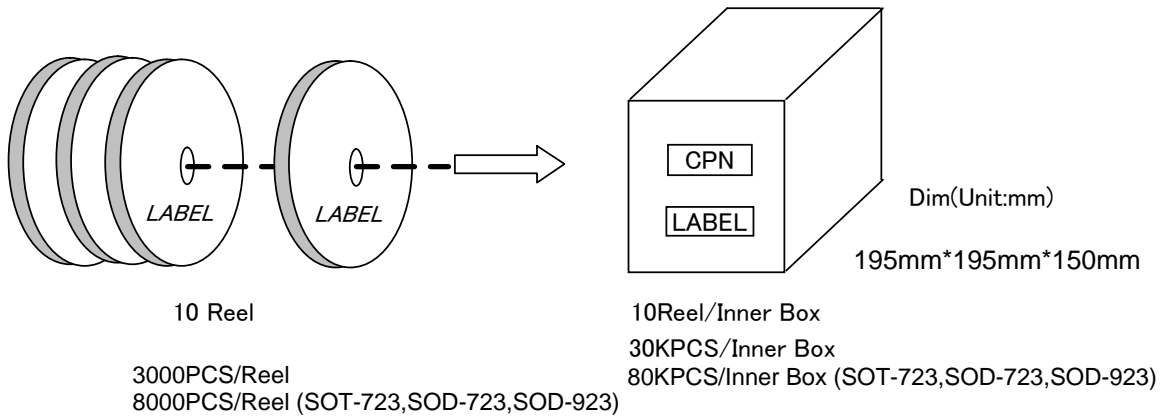 LABEL
LABEL
CPN
LABEL
Dim(Unit:mm)
195mm*195mm*150mm
10 Reel
3000PCS/Reel
8000PCS/Reel (SOT-723,SOD-723,SOD-923)
10Reel/Inner Box
30KPCS/Inner Box
80KPCS/Inner Box (SOT-723,SOD-723,SOD-923)